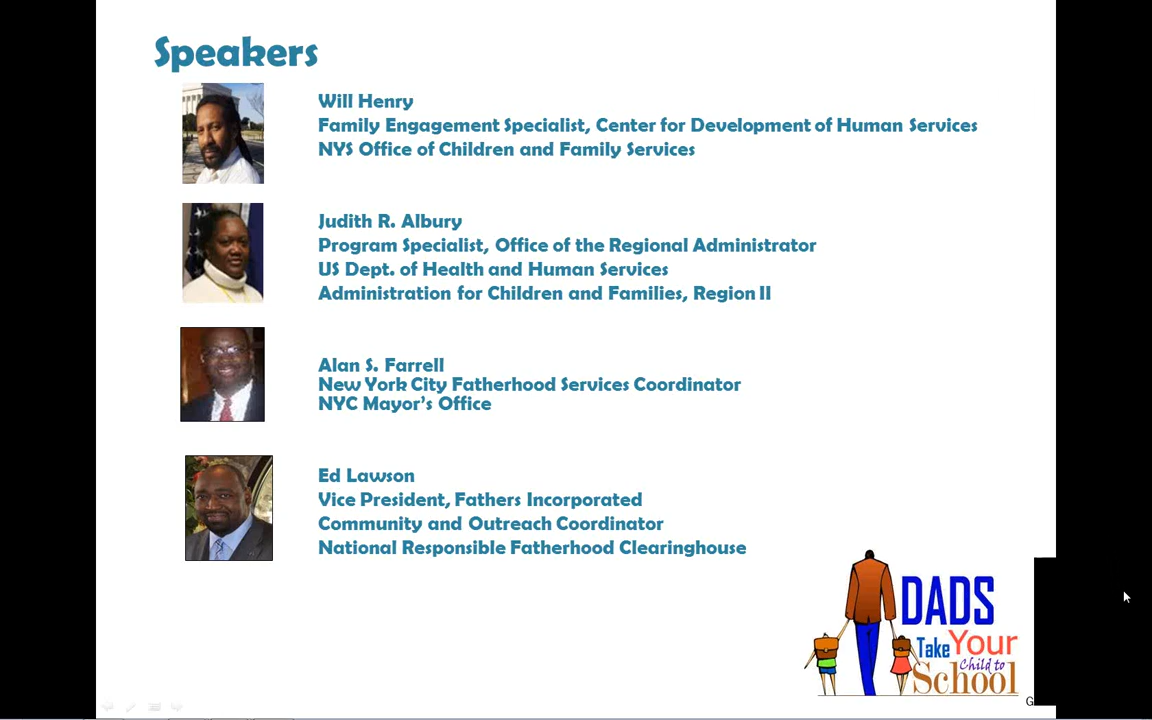 Speakers
Will Henry
Family Engagement Specialist, Center for Development of Human Services
NYS Office of Children and Family Services
Judith R. Albury
Program Specialist, Office of the Regional Administrator
US Dept. of Health and Human Services
Administration for Children and Families, Region II
Alan S. Farrell
New York City Fatherhood Services Coordinator
NYC Mayor's Office
Ed Lawson
Vice President, Fathers Incorporated
Community and Outreach Coordinator
National Responsible Fatherhood Clearinghouse
DADS
Take Your
Child to
School
G